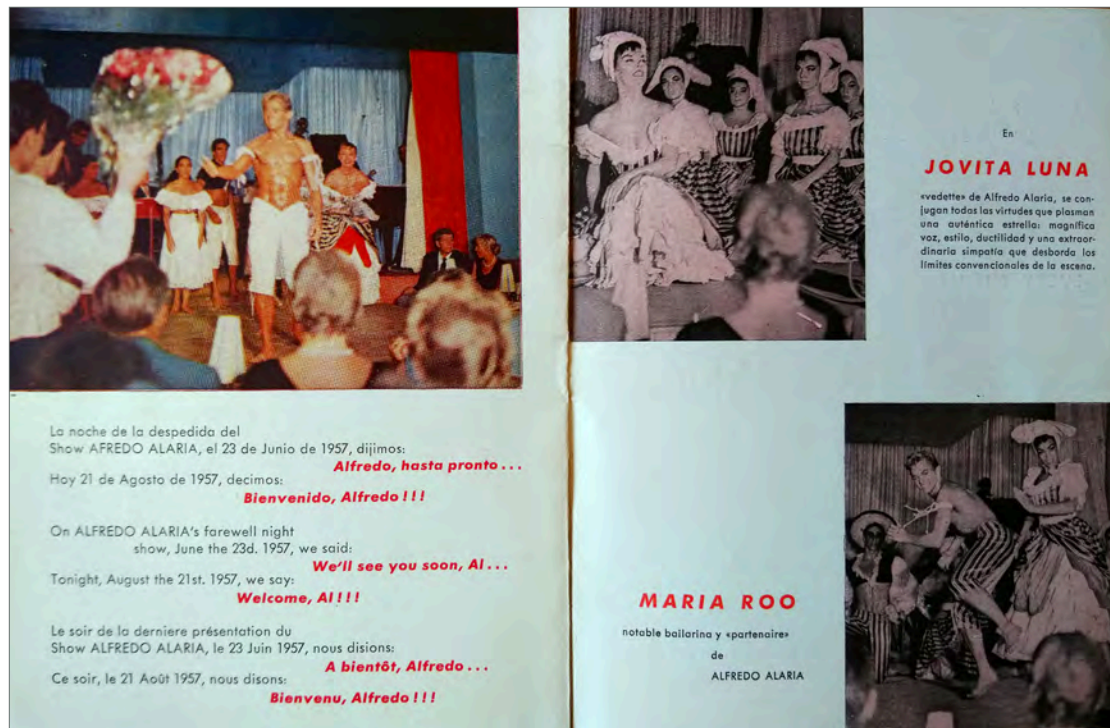 La noche de la despedida del
Show AFREDO ALARIA, el 23 de Junio de 1957, dijimos:
Alfredo, hasta pronto...
Hoy 21 de Agosto de 1957, decimos:
Bienvenido, Alfredo!!!
On ALFREDO ALARIA's farewell night
show, June the 23d. 1957, we said:
We'll see you soon, Al...
Tonight, August the 21st. 1957, we say:
Welcome, Al!!!
Le soir de la derniere présentation du
Show ALFREDO ALARIA, le 23 Juin 1957, nous disions:
A bientôt, Alfredo...
Ce soir, le 21 Août 1957, nous disons:
Bienvenu, Alfredo!!!
En
JOVITA LUNA
«vedette» de Alfredo Alaria, se con-
jugan todas las virtudes que plasman
una auténtica estrella: magnífica
voz, estilo, ductilidad y una extraor-
dinaria simpatía que desborda los
límites convencionales de la escena.
MARIA ROO
notable bailarina y «partenaire»
de
ALFREDO ALARIA